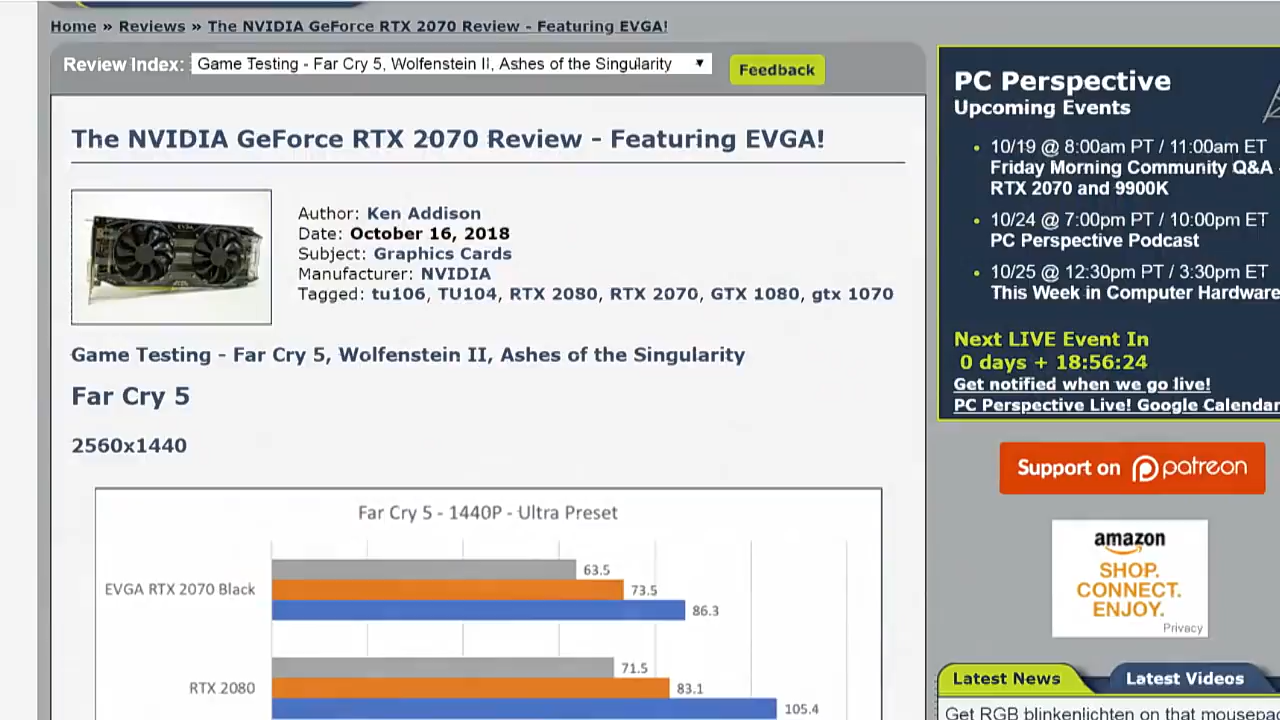 Home » Reviews » The NVIDIA GeForce RTX 2070 Review - Featuring EVGA!
Review Index: Game Testing - Far Cry 5, Wolfenstein II, Ashes of the Singularity ▼ Feedback
The NVIDIA GeForce RTX 2070 Review - Featuring EVGA!
Author: Ken Addison
Date: October 16, 2018
Subject: Graphics Cards
Manufacturer: NVIDIA
Tagged: tu106, TU104, RTX 2080, RTX 2070, GTX 1080, gtx 1070
Game Testing - Far Cry 5, Wolfenstein II, Ashes of the Singularity
Far Cry 5
2560x1440
Far Cry 5 - 1440P - Ultra Preset
63.5
EVGA RTX 2070 Black 73.5
86.3
71.5
RTX 2080 83.1
105.4
PC Perspective
Upcoming Events
10/19 @ 8:00am PT / 11:00am ET
Friday Morning Community Q&A -
RTX 2070 and 9900K
10/24 @ 7:00pm PT / 10:00pm ET
PC Perspective Podcast
10/25 @ 12:30pm PT / 3:30pm ET
This Week in Computer Hardware
Next LIVE Event In
0 days + 18:56:24
Get notified when we go live!
PC Perspective Live! Google Calendar
Support on patreon
amazon
SHOP.
CONNECT.
ENJOY.
Privacy
Latest News Latest Videos
Get RGB blinkenlichten on that mousepad